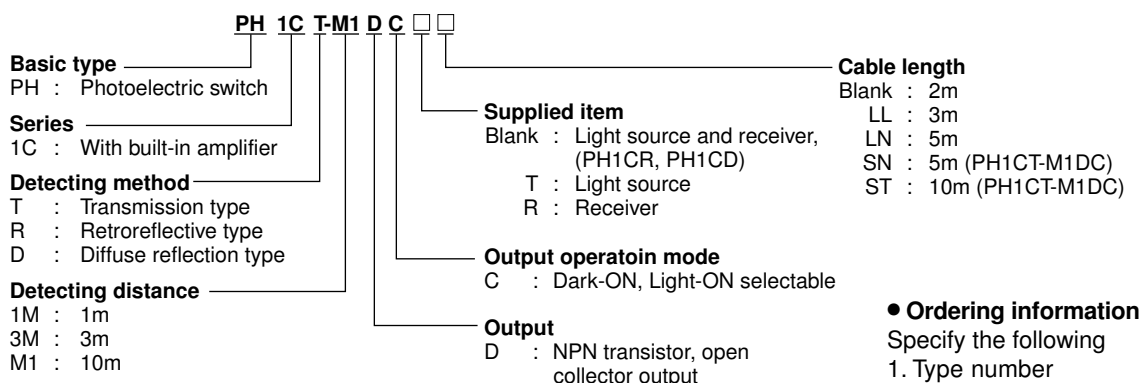 PH 1C T-M1 D C □ □
Basic type
PH : Photoelectric switch
Series
1C : With built-in amplifier
Detecting method
T : Transmission type
R : Retroreflective type
D : Diffuse reflection type
Detecting distance
1M : 1m
3M : 3m
M1 : 10m
Supplied item
Blank : Light source and receiver,
(PH1CR, PH1CD)
T : Light source
R : Receiver
Output operatoin mode
C : Dark-ON, Light-ON selectable
Output
D : NPN transistor, open
collector output
Cable length
Blank : 2m
LL : 3m
LN : 5m
SN : 5m (PH1CT-M1DC)
ST : 10m (PH1CT-M1DC)
● Ordering information
Specify the following
1. Type number